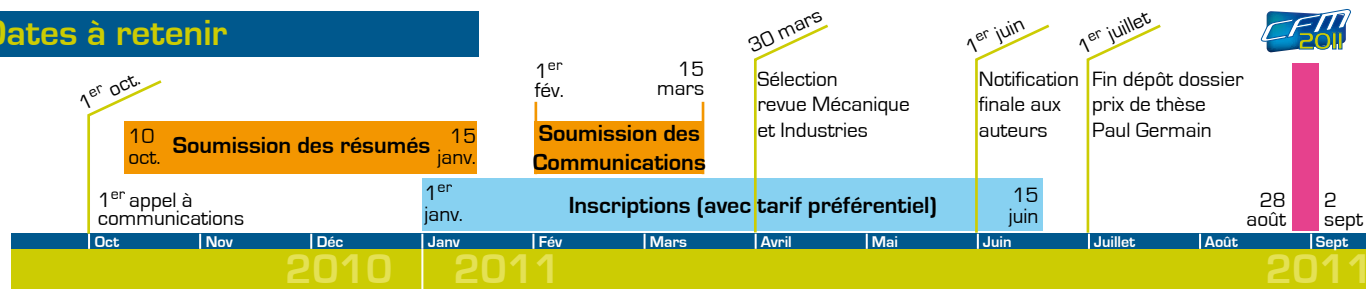 Dates à retenir
1er oct.
10 oct.
Soumission des résumés
15 janv.
1er appel à
communications
1er
fév.
15
mars
Soumission des
Communications
1er
janv.
Inscriptions (avec tarif préférentiel)
15
juin
30 mars
Sélection
revue Mécanique
et Industries
1er juin
Notification
finale aux
auteurs
1er juillet
Fin dépôt dossier
prix de thèse
Paul Germain
CFM
2011
28
août
2
sept
Oct Nov Déc Janv Fév Mars Avril Mai Juin Juillet Août Sept
2010 2011 2011